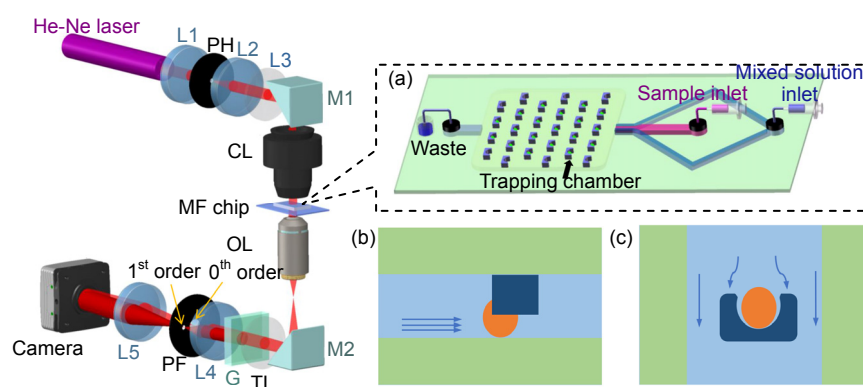 He-Ne laser
L1
PH
L2
L3
M1
CL
MF chip
OL
1st order
0th order
Camera
L5
PF
L4
G
TL
M2
(a)
Mixed solution
inlet
Sample inlet
Waste
Trapping chamber
(b)
(c)